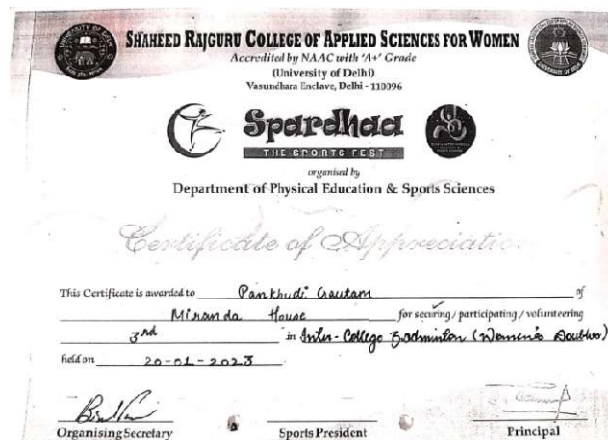 SHAHEED RAJGURU COLLEGE OF APPLIED SCIENCES FOR WOMEN
Accredited by NAAC with 'A+' Grade
(University of Delhi)
Vasundhara Enclave, Delhi - 110096
Spardhaa
THE SPORTS FEST
organised by
Department of Physical Education & Sports Sciences
Certificate of Appreciation
This Certificate is awarded to Pankhudi Gautam of
Miranda House for securing / participating / volunteering
3rd in Inter-College Badminton (Women's Doubles)
held on 20-01-2023
Organising Secretary Sports President Principal